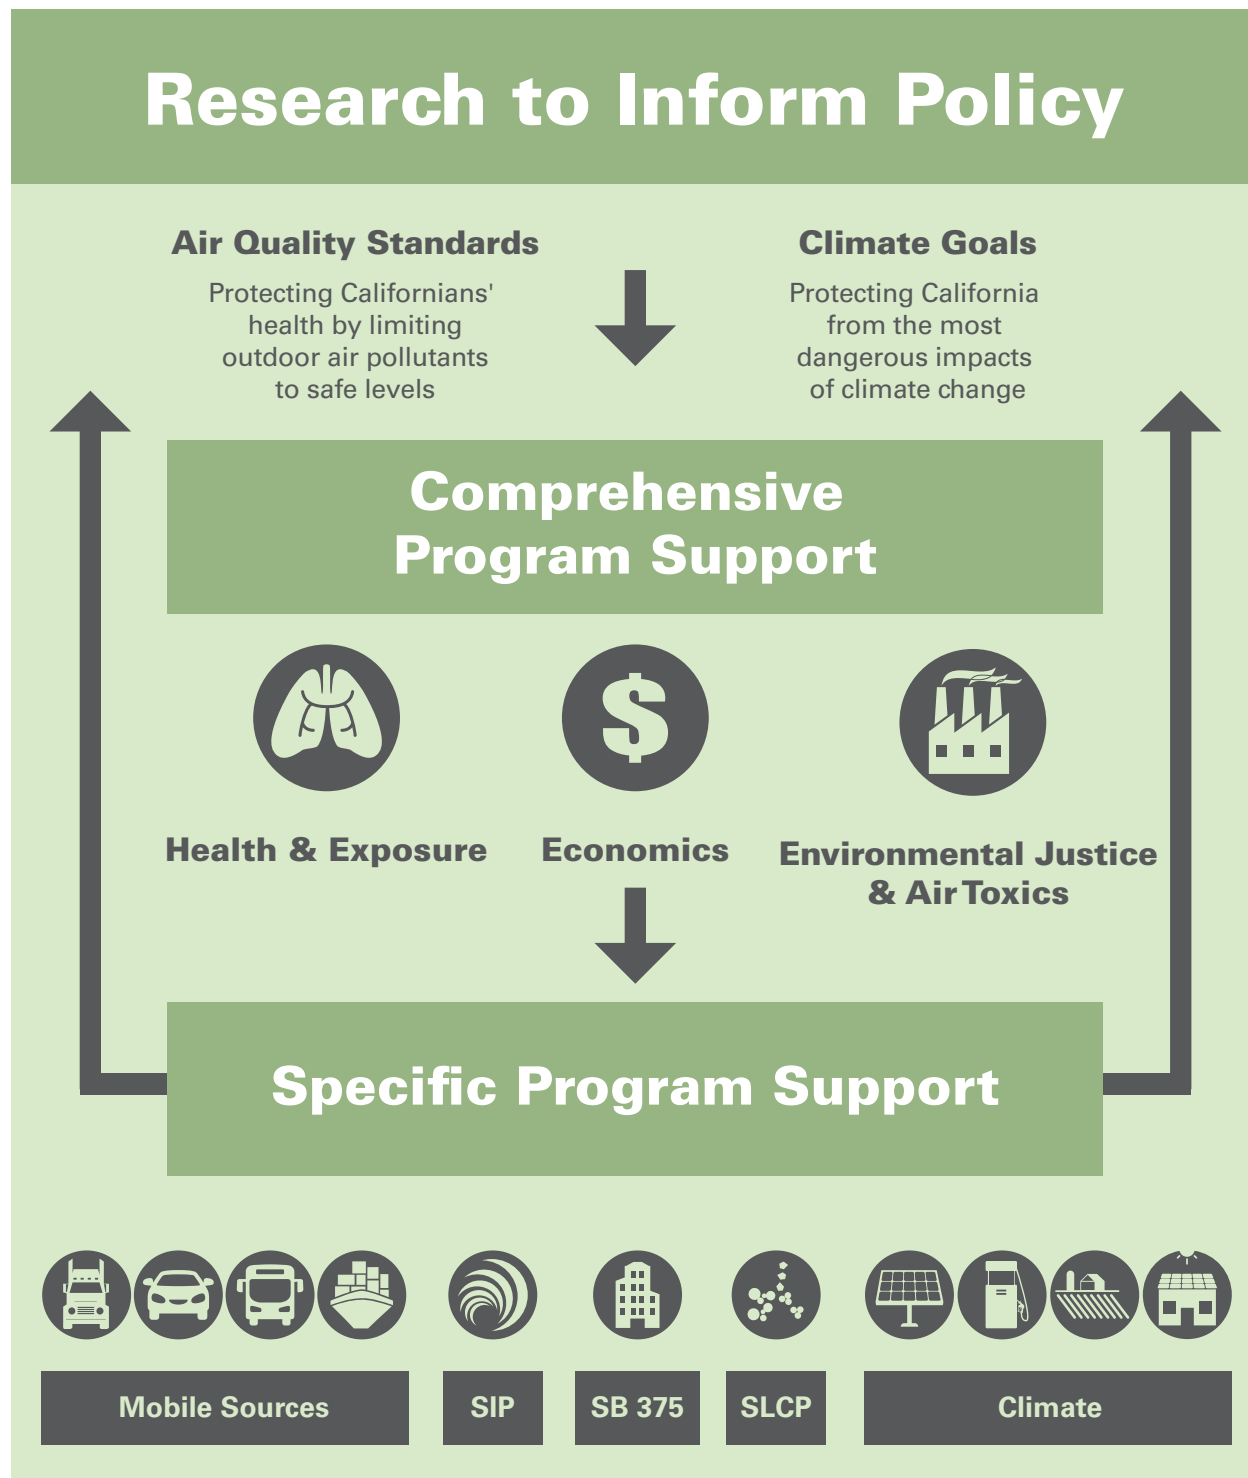 Research to Inform Policy
Air Quality Standards
Protecting Californians'
health by limiting
outdoor air pollutants
to safe levels
Climate Goals
Protecting California
from the most
dangerous impacts
of climate change
Comprehensive
Program Support
$
Health & Exposure
Economics
Environmental Justice
& Air Toxics
Specific Program Support
Mobile Sources
SIP
SB 375
SLCP
Climate